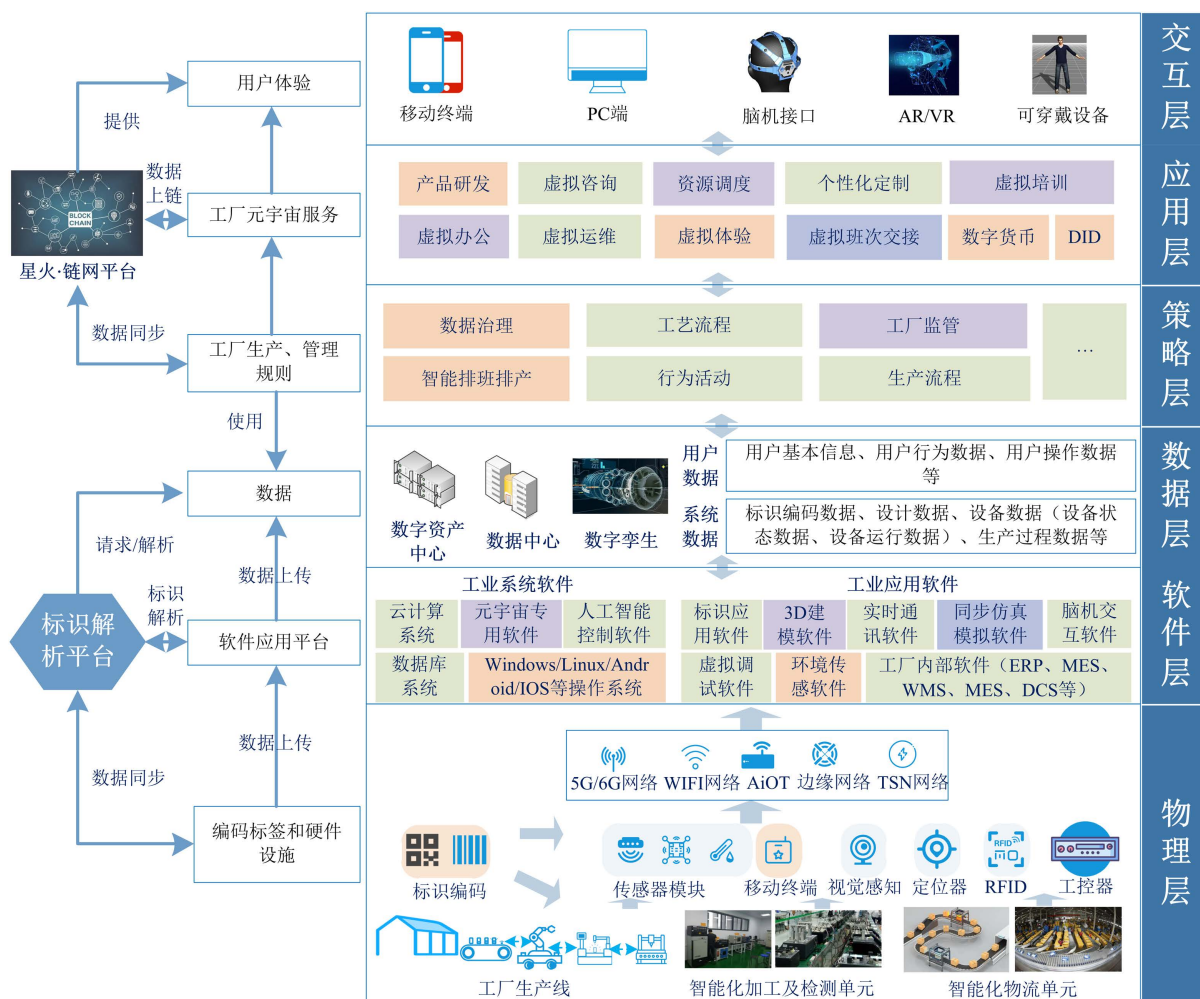 用户体验
提供
数据
上链
BLOCK
CHAIN
工厂元宇宙服务
星火·链网平台
数据同步
工厂生产、管理
规则
使用
数据
请求/解析
数据上传
标识
解析
标识解
析平台
软件应用平台
数据上传
数据同步
编码标签和硬件
设施
移动终端
PC端
脑机接口
AR/VR
可穿戴设备
交互层
产品研发
虚拟咨询
资源调度
个性化定制
虚拟培训
虚拟办公
虚拟运维
虚拟体验
虚拟班次交接
数字货币
DID
应用层
数据治理
工艺流程
工厂监管
…
智能排班排产
行为活动
生产流程
策略层
数字资产
中心
数据中心
数字孪生
用户
数据
用户基本信息、用户行为数据、用户操作数据
等
系统
数据
标识编码数据、设计数据、设备数据（设备状
态数据、设备运行数据）、生产过程数据等
数据层
工业系统软件
工业应用软件
云计算
系统
元宇宙专
用软件
人工智能
控制软件
标识应
用软件
3D建
模软件
实时通
讯软件
同步仿真
模拟软件
脑机交
互软件
数据库
系统
Windows/Linux/Andr
oid/IOS等操作系统
虚拟调
试软件
环境传
感软件
工厂内部软件（ERP、MES、
WMS、MES、DCS等）
软件层
5G/6G网络
WIFI网络
AiOT
边缘网络
TSN网络
标识编码
传感器模块
移动终端
视觉感知
定位器
RFID
RFID
工控器
工厂生产线
智能化加工及检测单元
智能化物流单元
物理层